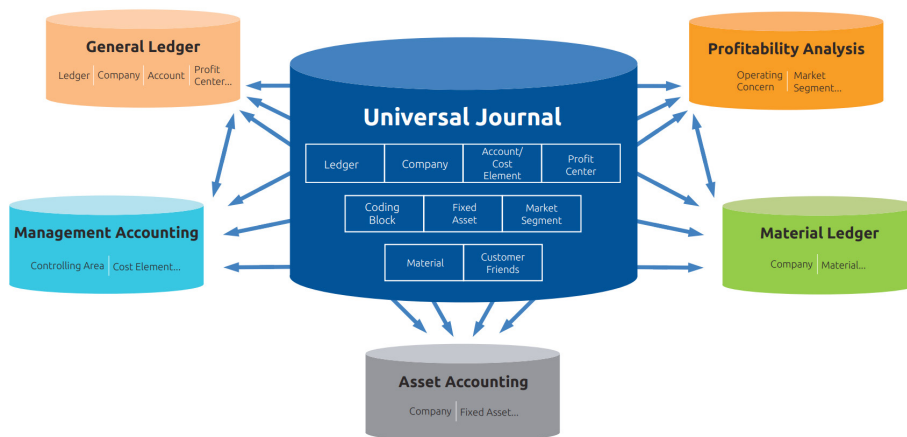 General Ledger
Ledger Company Account Profit
Center...
Profitability Analysis
Operating
Concern
Market
Segment...
Universal Journal
Ledger
Company
Account/
Cost
Element
Profit
Center
Coding
Block
Fixed
Asset
Market
Segment
Material
Customer
Friends
Management Accounting
Controlling Area Cost Element...
Material Ledger
Company Material...
Asset Accounting
Company Fixed Asset...